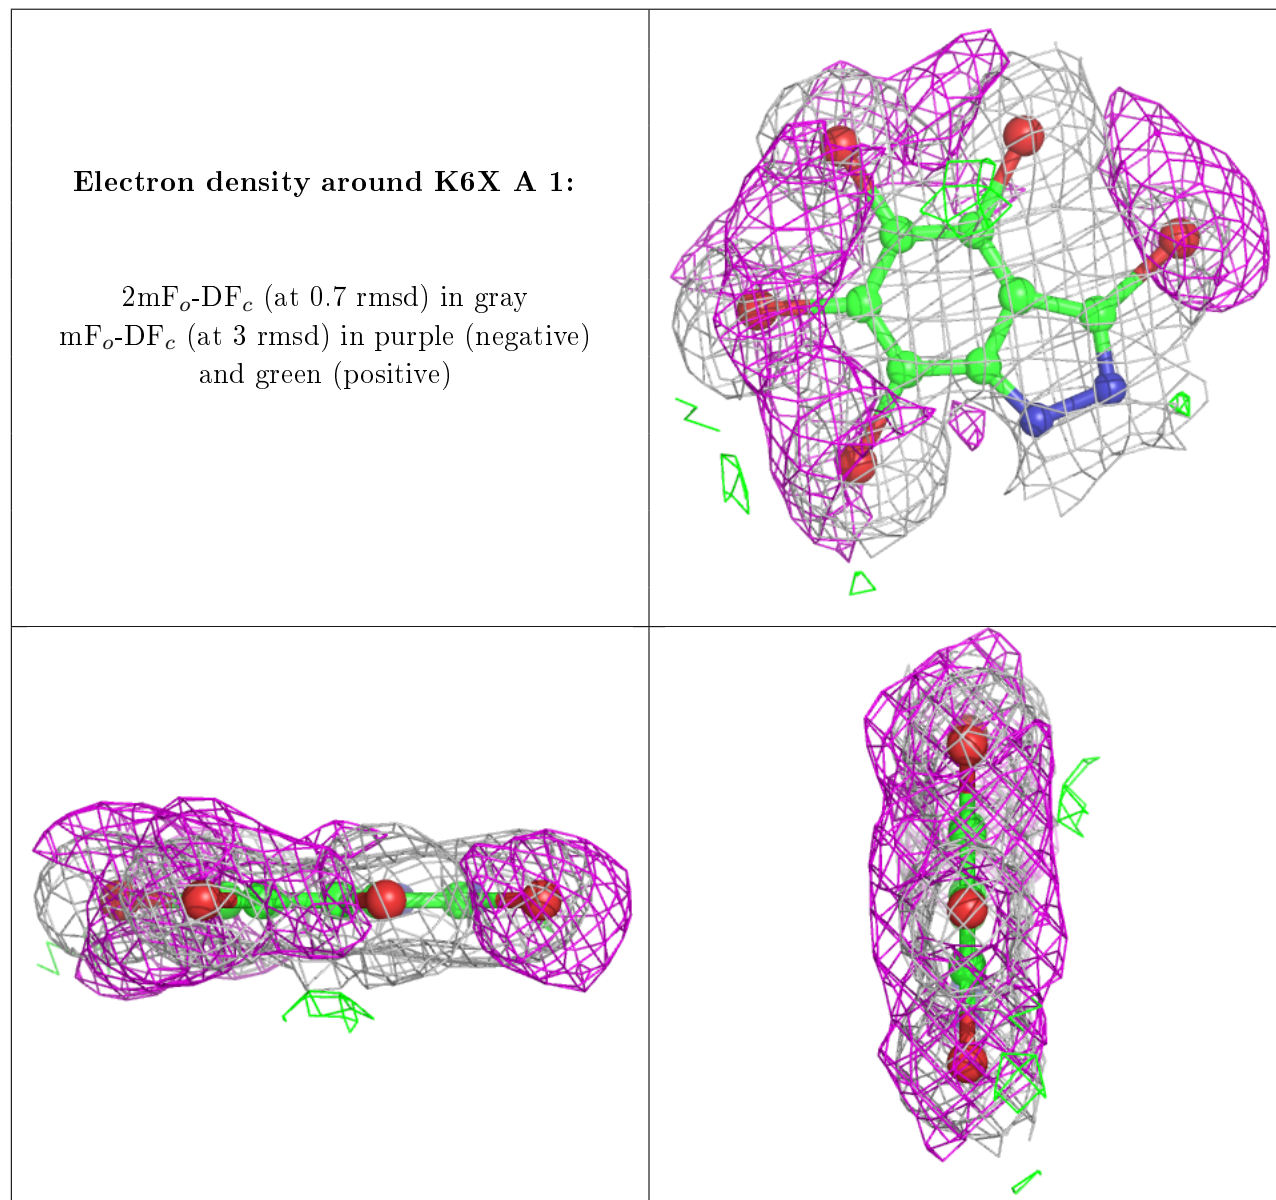 Electron density around K6X A 1:
2mFo-DFc (at 0.7 rmsd) in gray
mFo-DFc (at 3 rmsd) in purple (negative)
and green (positive)